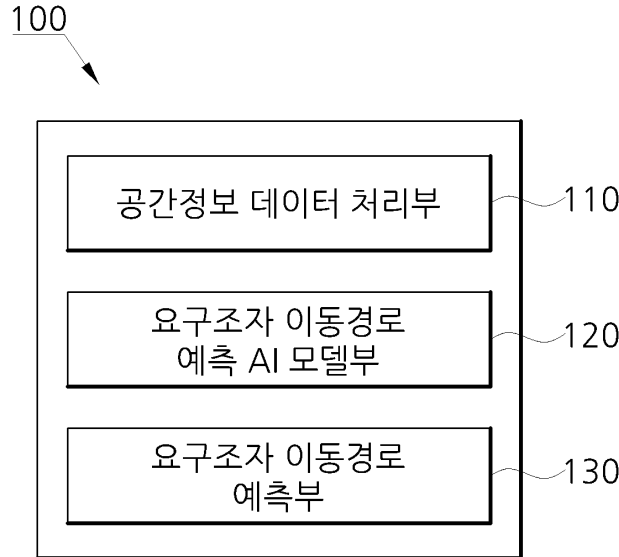 100
공간정보 데이터 처리부
110
요구조자 이동경로
예측 AI 모델부
120
요구조자 이동경로
예측부
130